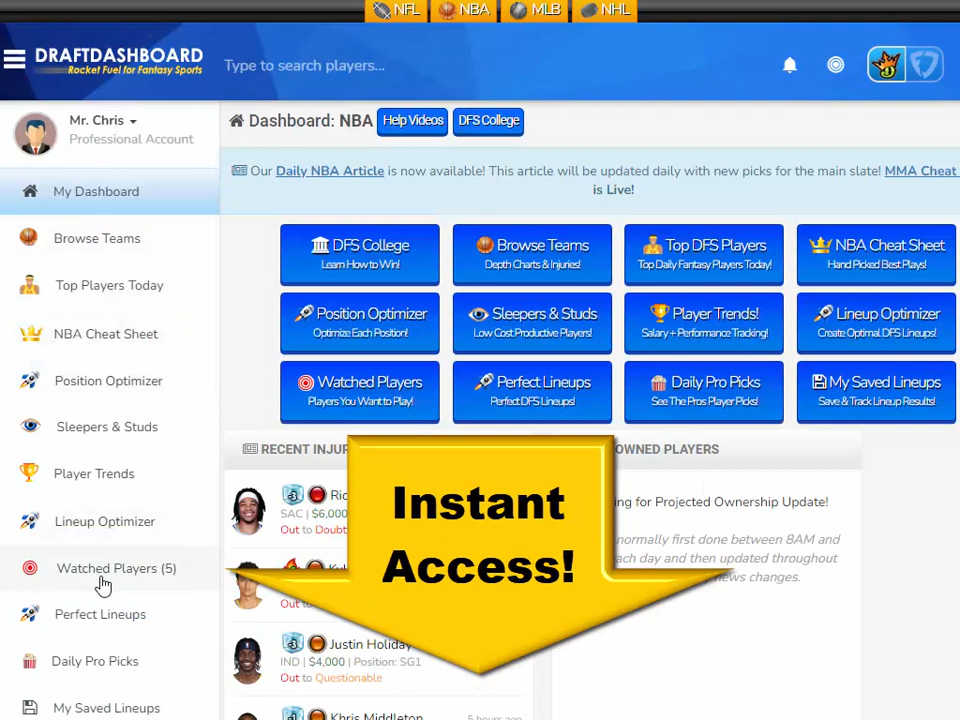 NFL NBA MLB NHL
DRAFTDASHBOARD
Rocket Fuel for Fantasy Sports
Type to search players...
Mr. Chris
Professional Account
My Dashboard
Browse Teams
Top Players Today
NBA Cheat Sheet
Position Optimizer
Sleepers & Studs
Player Trends
Lineup Optimizer
Watched Players (5)
Perfect Lineups
Daily Pro Picks
My Saved Lineups
Dashboard: NBA Help Videos DFS College
Our Daily NBA Article is now available! This article will be updated daily with new picks for the main slate! MMA Cheat
is Live!
DFS College
Learn How to Win!
Browse Teams
Depth Charts & Injuries!
Top DFS Players
Top Daily Fantasy Players Today!
NBA Cheat Sheet
Hand Picked Best Plays!
Position Optimizer
Optimize Each Position!
Sleepers & Studs
Low Cost Productive Players!
Player Trends!
Salary + Performance Tracking!
Lineup Optimizer
Create Optimal DFS Lineups!
Watched Players
Players You Want to Play!
Perfect Lineups
Perfect DFS Lineups!
Daily Pro Picks
See The Pros Player Picks!
My Saved Lineups
Save & Track Lineup Results!
RECENT INJU
SAC | $6,000
Out to Doubt
Out to
Justin Holiday
IND | $4,000 | Position: SG1
Out to Questionable
Khris Middleton
5 hours ago
OWNED PLAYERS
for Projected Ownership Update!
normally first done between 8AM and
each day and then updated throughout
news changes.
Instant
Access!